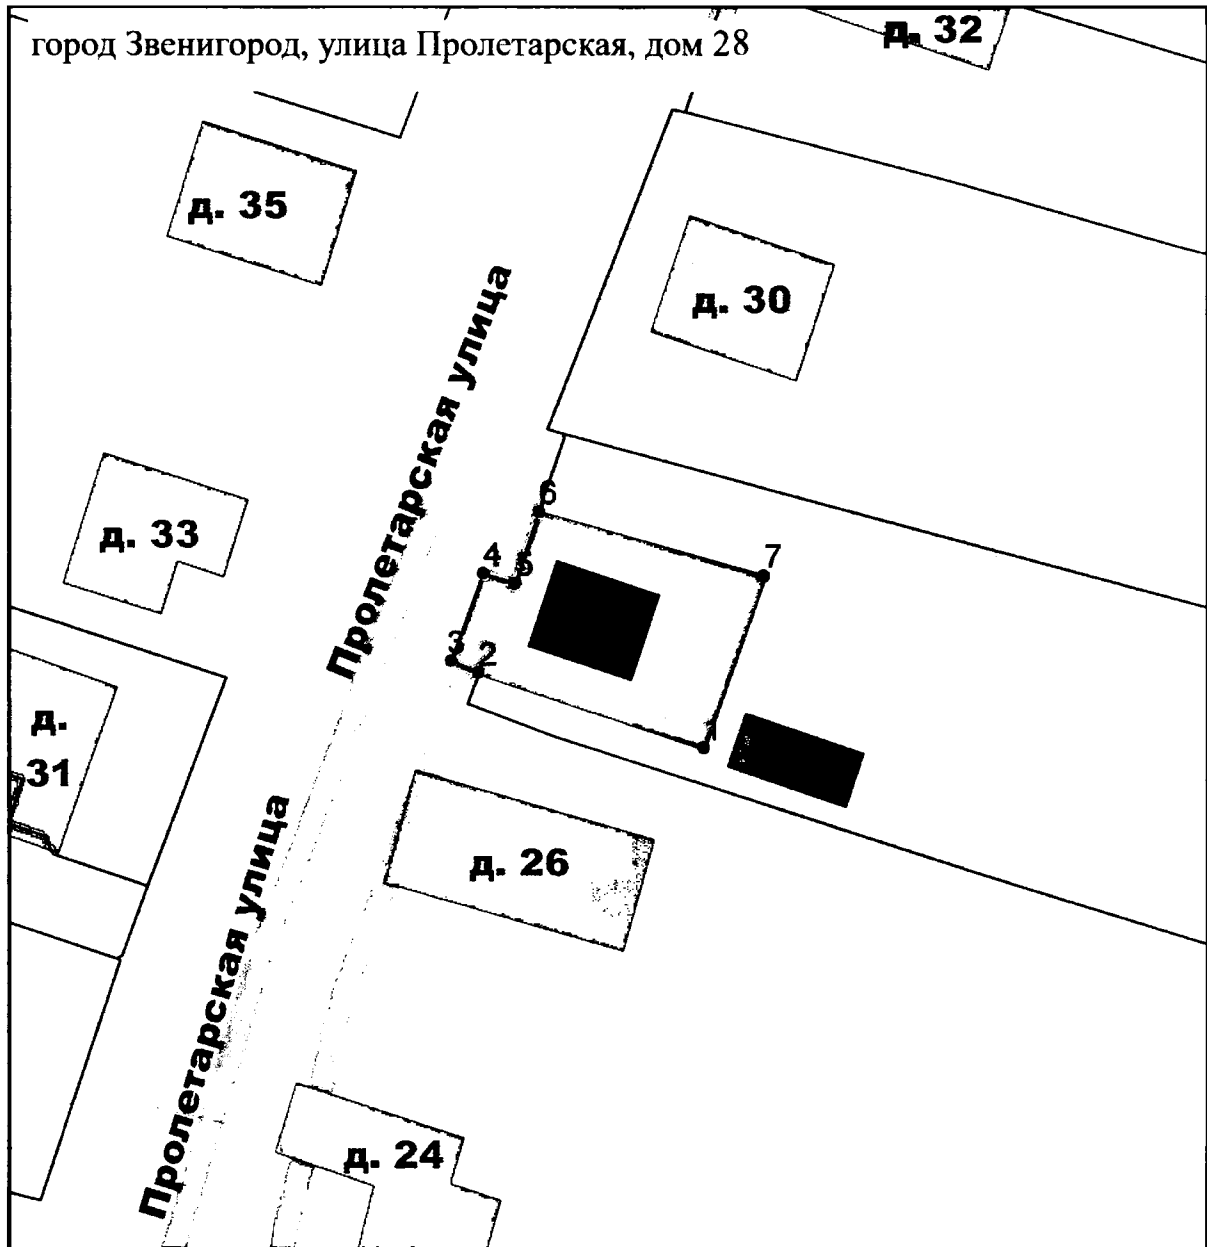 город Звенигород, улица Пролетарская, дом 28
д. 32
д. 35
д. 30
Пролетарская улица
6
д. 33
4
5
7
3
2
д.
31
1
Пролетарская улица
д. 26
д. 24